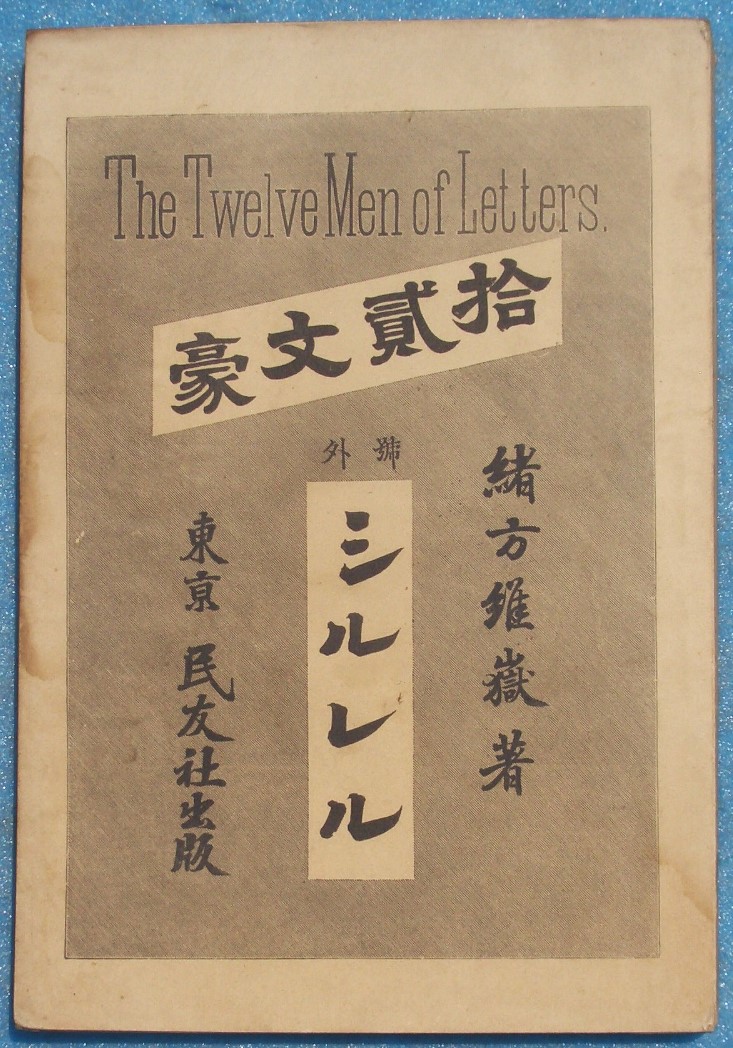 The Twelve Men of Letters.
拾貳文豪
號外
緒方維嶽著
シルレル
東京 民友社出版